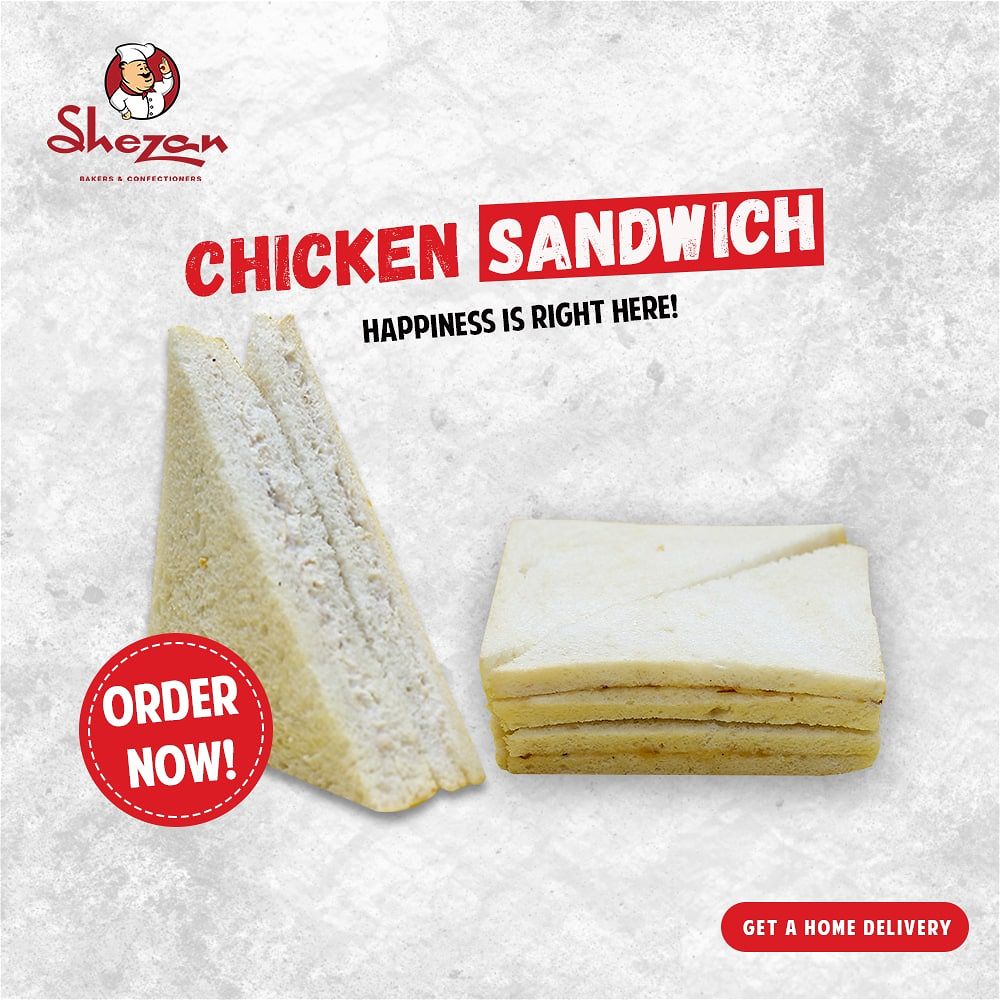 Shezan
BAKERS & CONFECTIONERS
CHICKEN SANDWICH
HAPPINESS IS RIGHT HERE!
ORDER
NOW!
GET A HOME DELIVERY